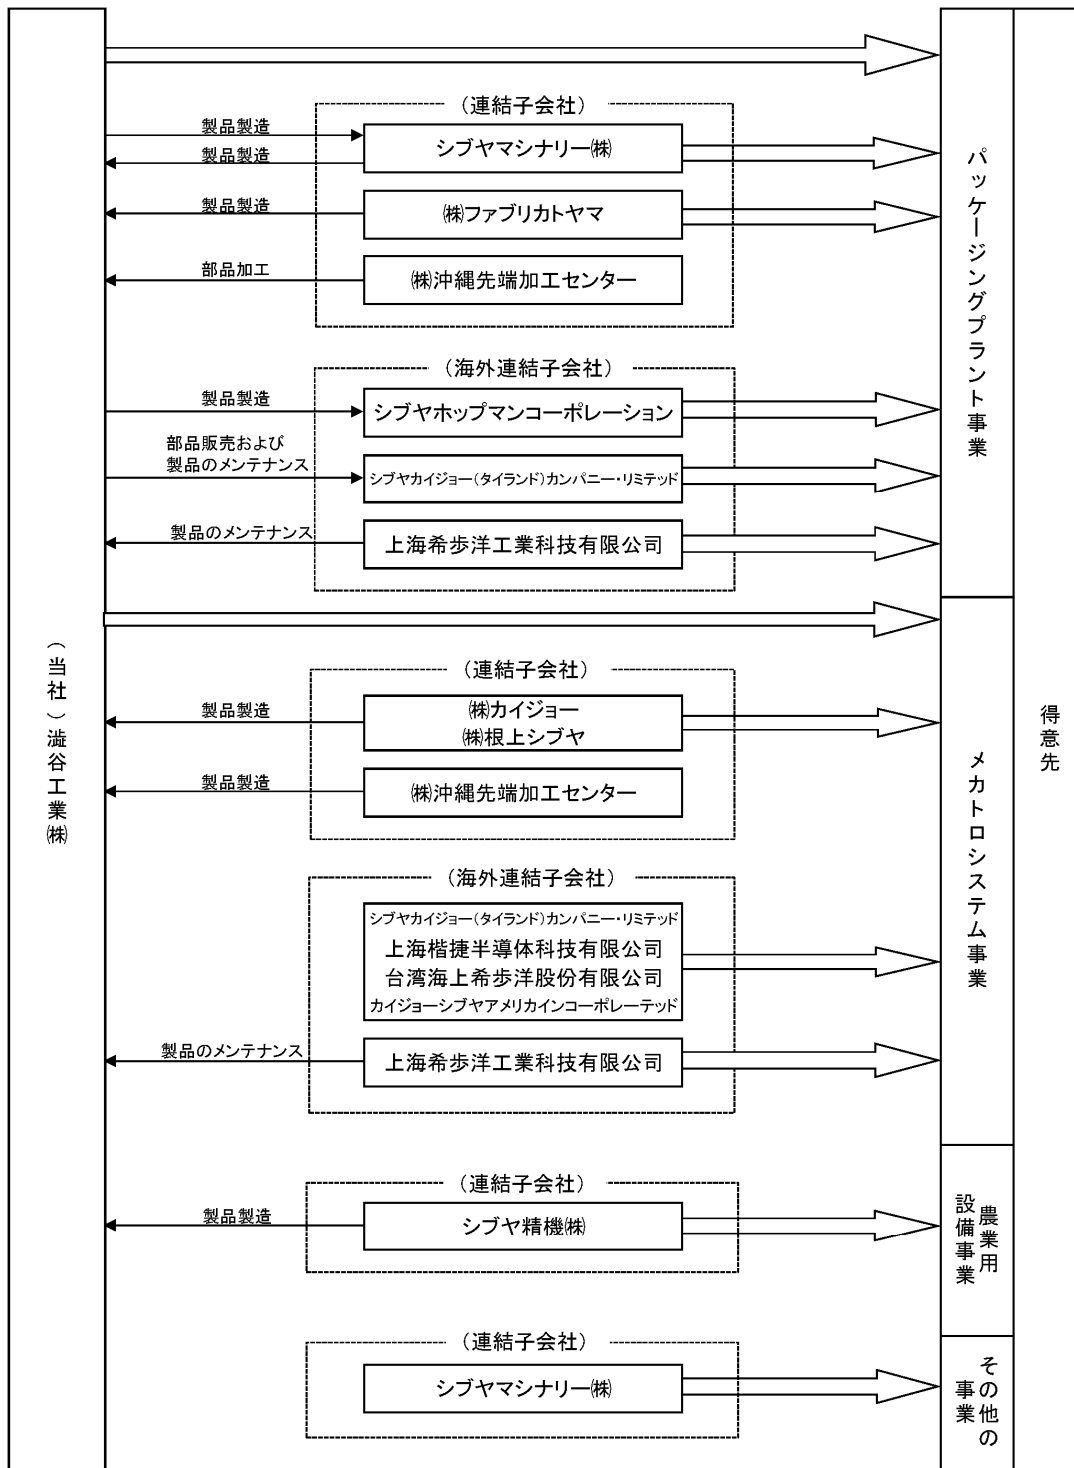 （当社）澁谷工業㈱
（連結子会社）
製品製造
シブヤマシナリー㈱
製品製造
製品製造
㈱ファブリカトヤマ
部品加工
㈱沖縄先端加工センター
（海外連結子会社）
製品製造
シブヤホップマンコーポレーション
部品販売および
製品のメンテナンス
シブヤカイジョー（タイランド）カンパニー・リミテッド
製品のメンテナンス
上海希歩洋工業科技有限公司
パッケージングプラント事業
（連結子会社）
製品製造
㈱カイジョー
㈱根上シブヤ
製品製造
㈱沖縄先端加工センター
（海外連結子会社）
シブヤカイジョー（タイランド）カンパニー・リミテッド
上海楷捷半導体科技有限公司
台湾海上希歩洋股份有限公司
カイジョーシブヤアメリカインコーポレーテッド
製品のメンテナンス
上海希歩洋工業科技有限公司
メカトロシステム事業
（連結子会社）
製品製造
シブヤ精機㈱
農業用
設備事業
（連結子会社）
シブヤマシナリー㈱
その他の
事業
得意先